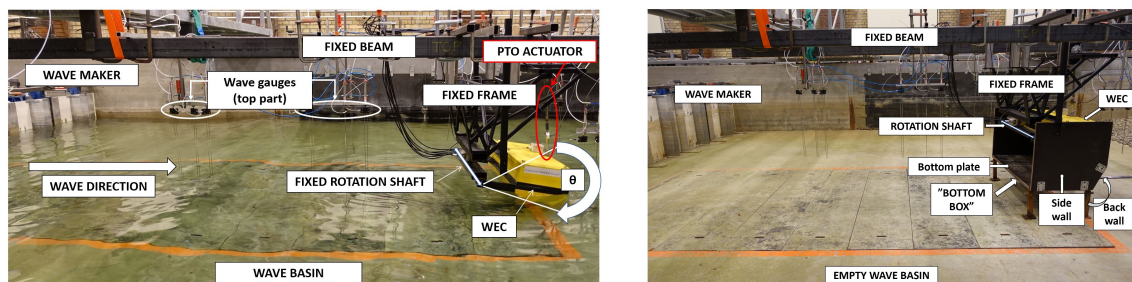 FIXED BEAM
PTO ACTUATOR
WAVE MAKER
Wave gauges
(top part)
FIXED FRAME
WAVE DIRECTION
FIXED ROTATION SHAFT
θ
WEC
WAVE BASIN
FIXED BEAM
FIXED FRAME
WAVE MAKER
WEC
ROTATION SHAFT
Bottom plate
"BOTTOM
BOX"
Side
wall
Back
wall
EMPTY WAVE BASIN